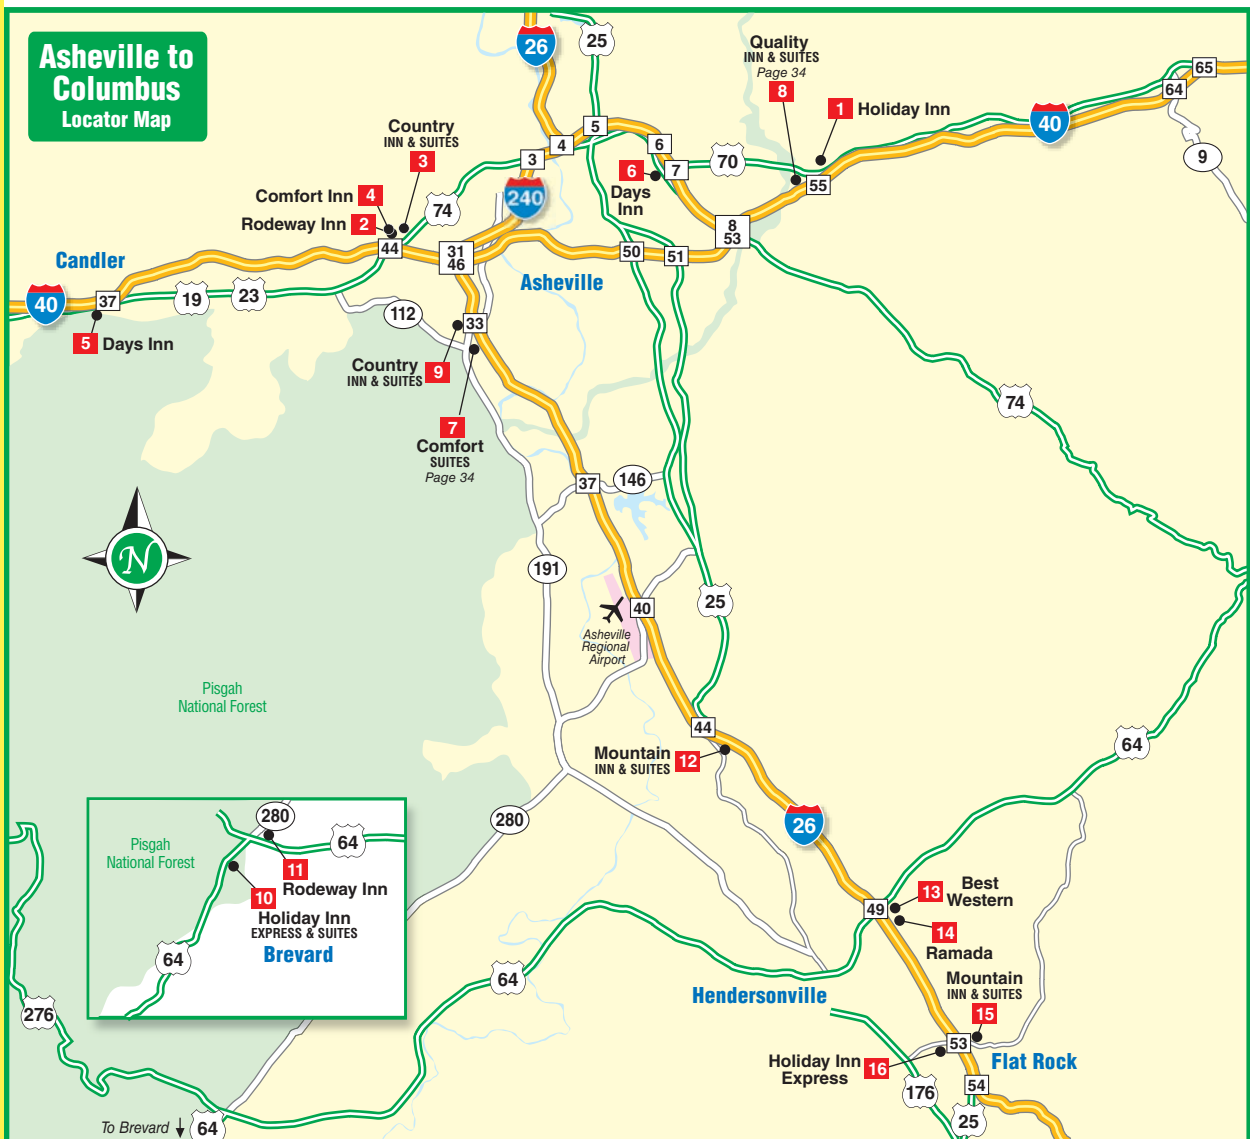 Asheville to
Columbus
Locator Map
26
25
Quality
INN & SUITES
Page 34
8
1 Holiday Inn
65
64
40
9
Country
INN & SUITES
3
5
4
3
6
7
70
55
6
Days
Inn
240
Comfort Inn 4
Rodeway Inn 2
74
44
31
46
8
53
50
51
Candler
Asheville
40
37
19
23
112
33
5 Days Inn
Country
INN & SUITES
9
7
Comfort
SUITES
Page 34
74
37
146
N
191
40
25
Asheville
Regional
Airport
Pisgah
National Forest
44
Mountain
INN & SUITES
12
64
26
280
280
64
Pisgah
National Forest
11
Rodeway Inn
10
Holiday Inn
EXPRESS & SUITES
Brevard
64
49
13
Best
Western
14
Ramada
64
Hendersonville
Mountain
INN & SUITES
15
276
53
Holiday Inn
Express
16
Flat Rock
54
176
25
To Brevard
64